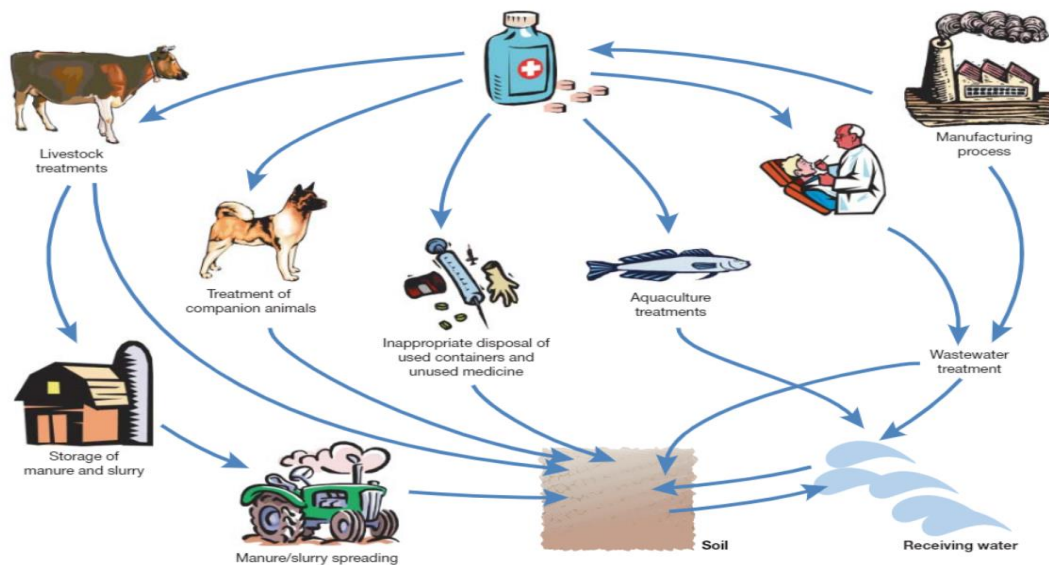 Manufacturing
process
Livestock
treatments
Treatment of
companion animals
Aquaculture
treatments
Inappropriate disposal of
used containers and
unused medicine
Wastewater
treatment
Storage of
manure and slurry
Soil
Receiving water
Manure/slurry spreading